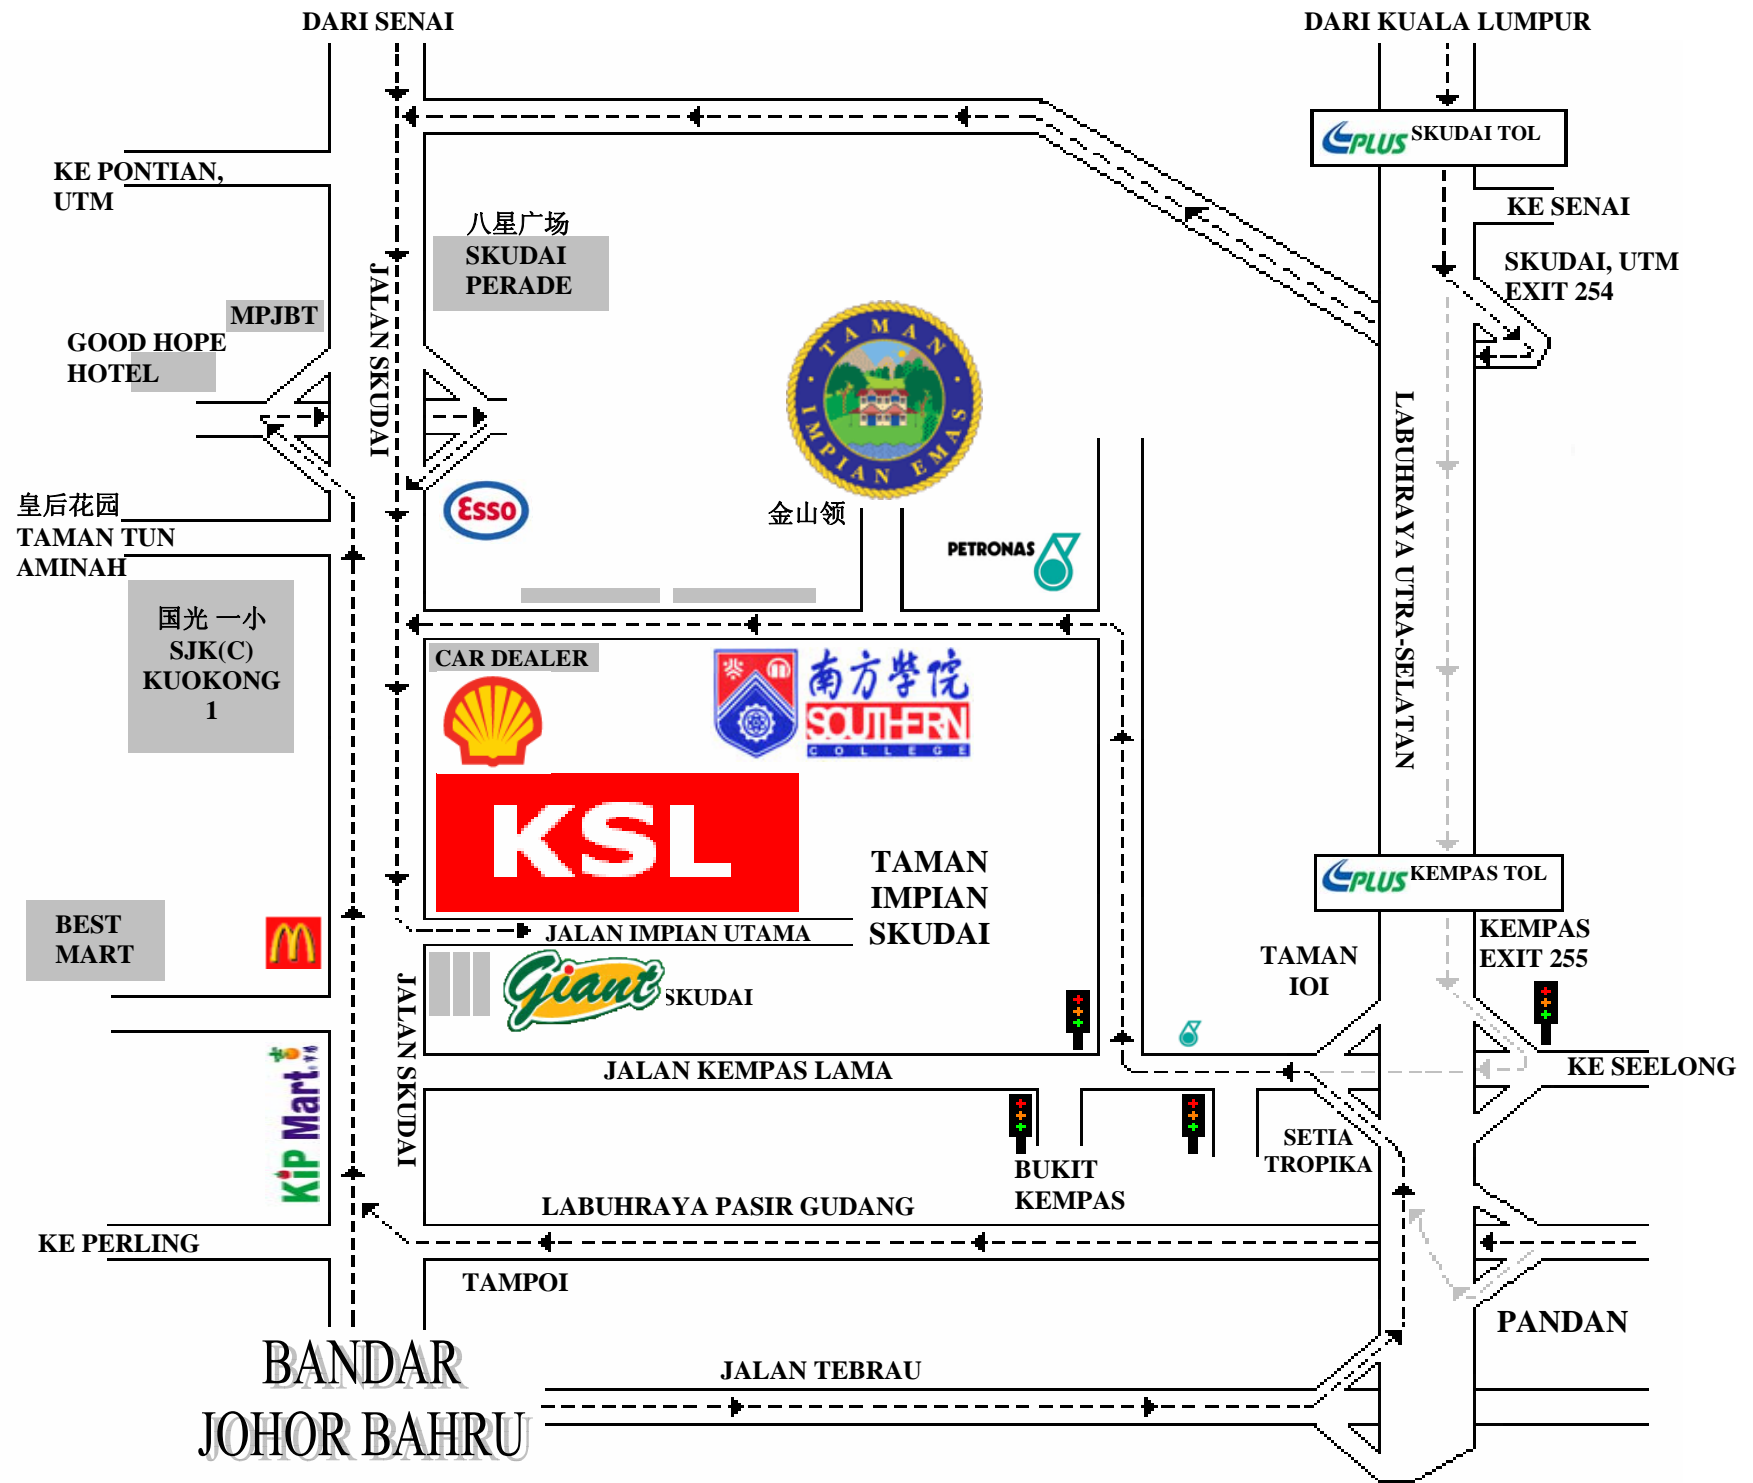 DARI SENAI
DARI KUALA LUMPUR
PLUS SKUDAI TOL
KE PONTIAN,
UTM
KE SENAI
八星广场
SKUDAI
PERADE
SKUDAI, UTM
EXIT 254
JALAN SKUDAI
MPJBT
GOOD HOPE
HOTEL
TAMAN
IMPIAN EMAS
LABUHRAYA UTRA-SELATAN
Esso
皇后花园
TAMAN TUN
AMINAH
金山领
PETRONAS
国光 一小
SJK(C)
KUOKONG
1
CAR DEALER
南方學院
SOUTHERN
COLLEGE
KSL
TAMAN
IMPIAN
SKUDAI
PLUS KEMPAS TOL
BEST
MART
JALAN IMPIAN UTAMA
KEMPAS
EXIT 255
TAMAN
IOI
Giant SKUDAI
JALAN SKUDAI
JALAN KEMPAS LAMA
KE SEELONG
KiP Mart
SETIA
TROPIKA
BUKIT
KEMPAS
LABUHRAYA PASIR GUDANG
KE PERLING
TAMPOI
PANDAN
BANDAR
JOHOR BAHRU
JALAN TEBRAU